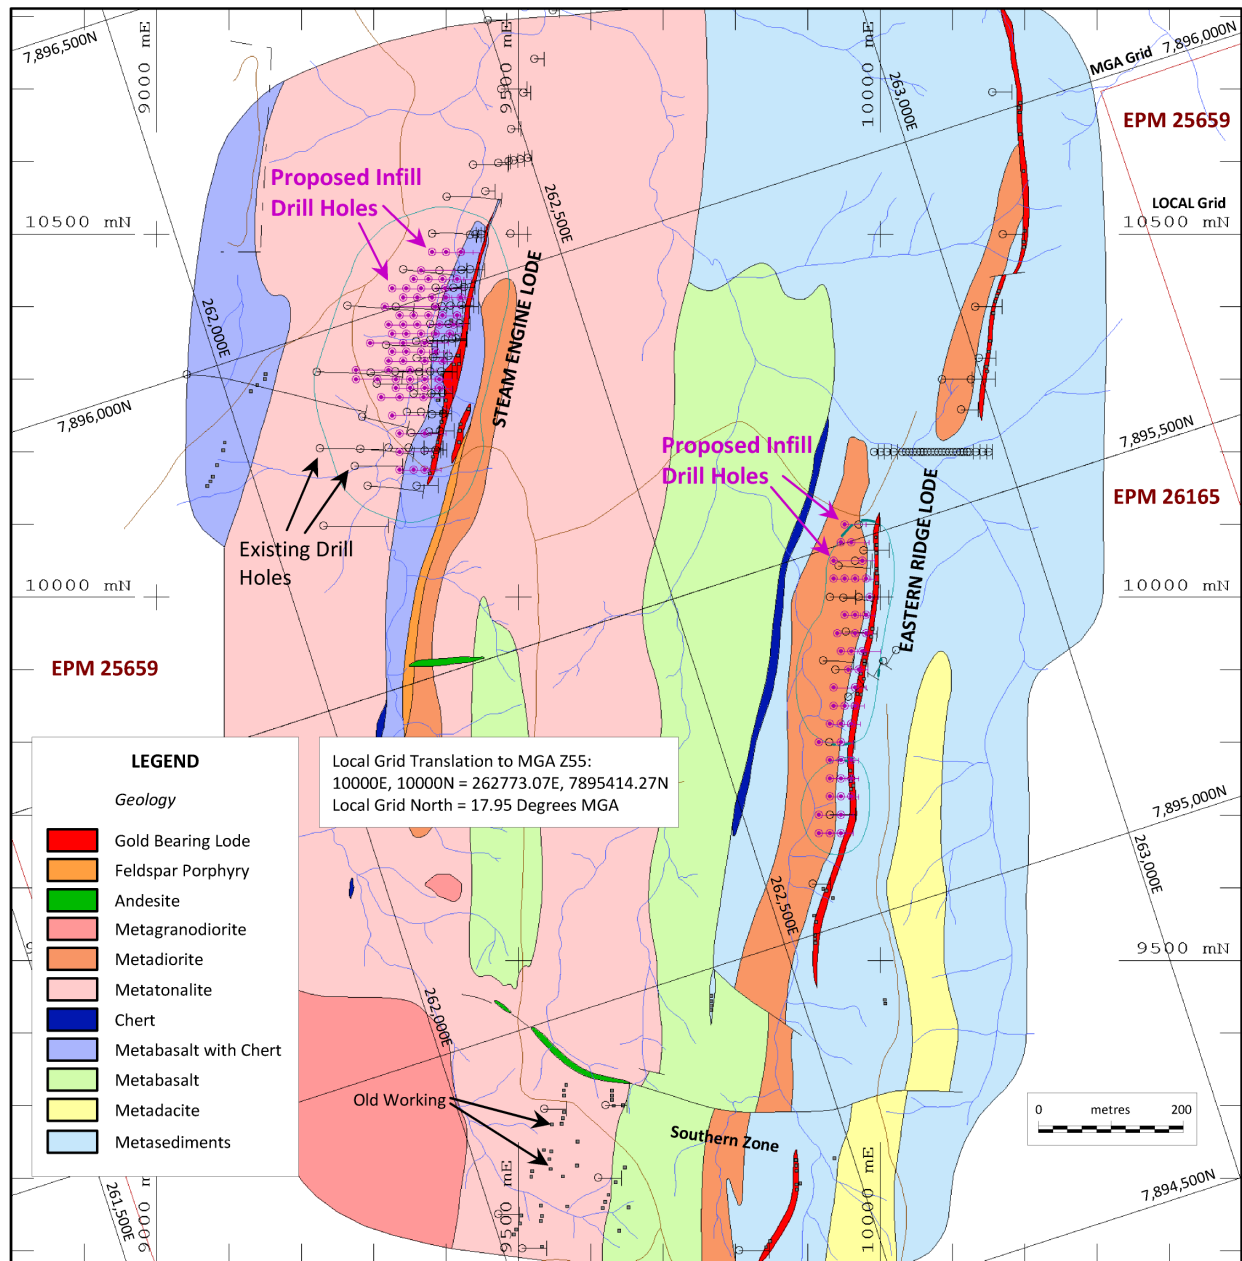 7,896,500N
9000 mE
9500 mE
10000 mE
263,000E
MGA Grid
7,896,000N
EPM 25659
Proposed Infill
Drill Holes
262,500E
LOCAL Grid
10500 mN
10500 mN
STEAM ENGINE LODE
262,000E
7,896,000N
7,895,500N
Proposed Infill
Drill Holes
EASTERN RIDGE LODE
EPM 26165
Existing Drill
Holes
10000 mN
10000 mN
EPM 25659
LEGEND
Geology
Gold Bearing Lode
Feldspar Porphyry
Andesite
Metagranodiorite
Metadiorite
Metatonalite
Chert
Metabasalt with Chert
Metabasalt
Metadacite
Metasediments
Local Grid Translation to MGA Z55:
10000E, 10000N = 262773.07E, 7895414.27N
Local Grid North = 17.95 Degrees MGA
7,895,000N
263,000E
262,500E
9500 mN
262,000E
Old Working
Southern Zone
0 metres 200
7,894,500N
261,500E
9000
9500 mE
10000 mE